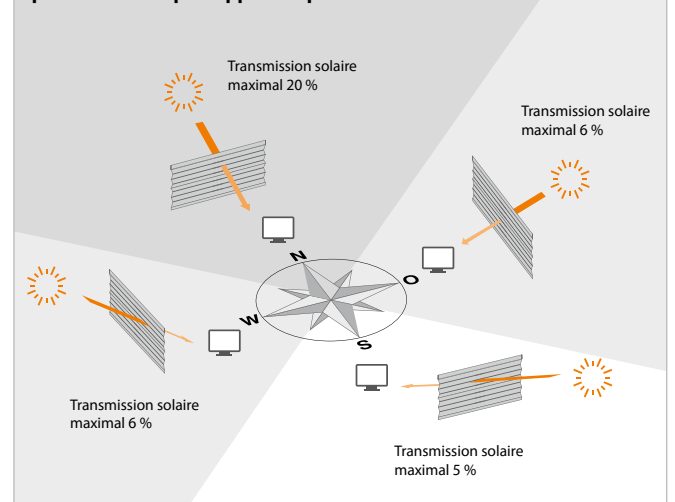 Transmission solaire
maximal 20 %
Transmission solaire
maximal 6 %
N
O
W
S
Transmission solaire
maximal 6 %
Transmission solaire
maximal 5 %